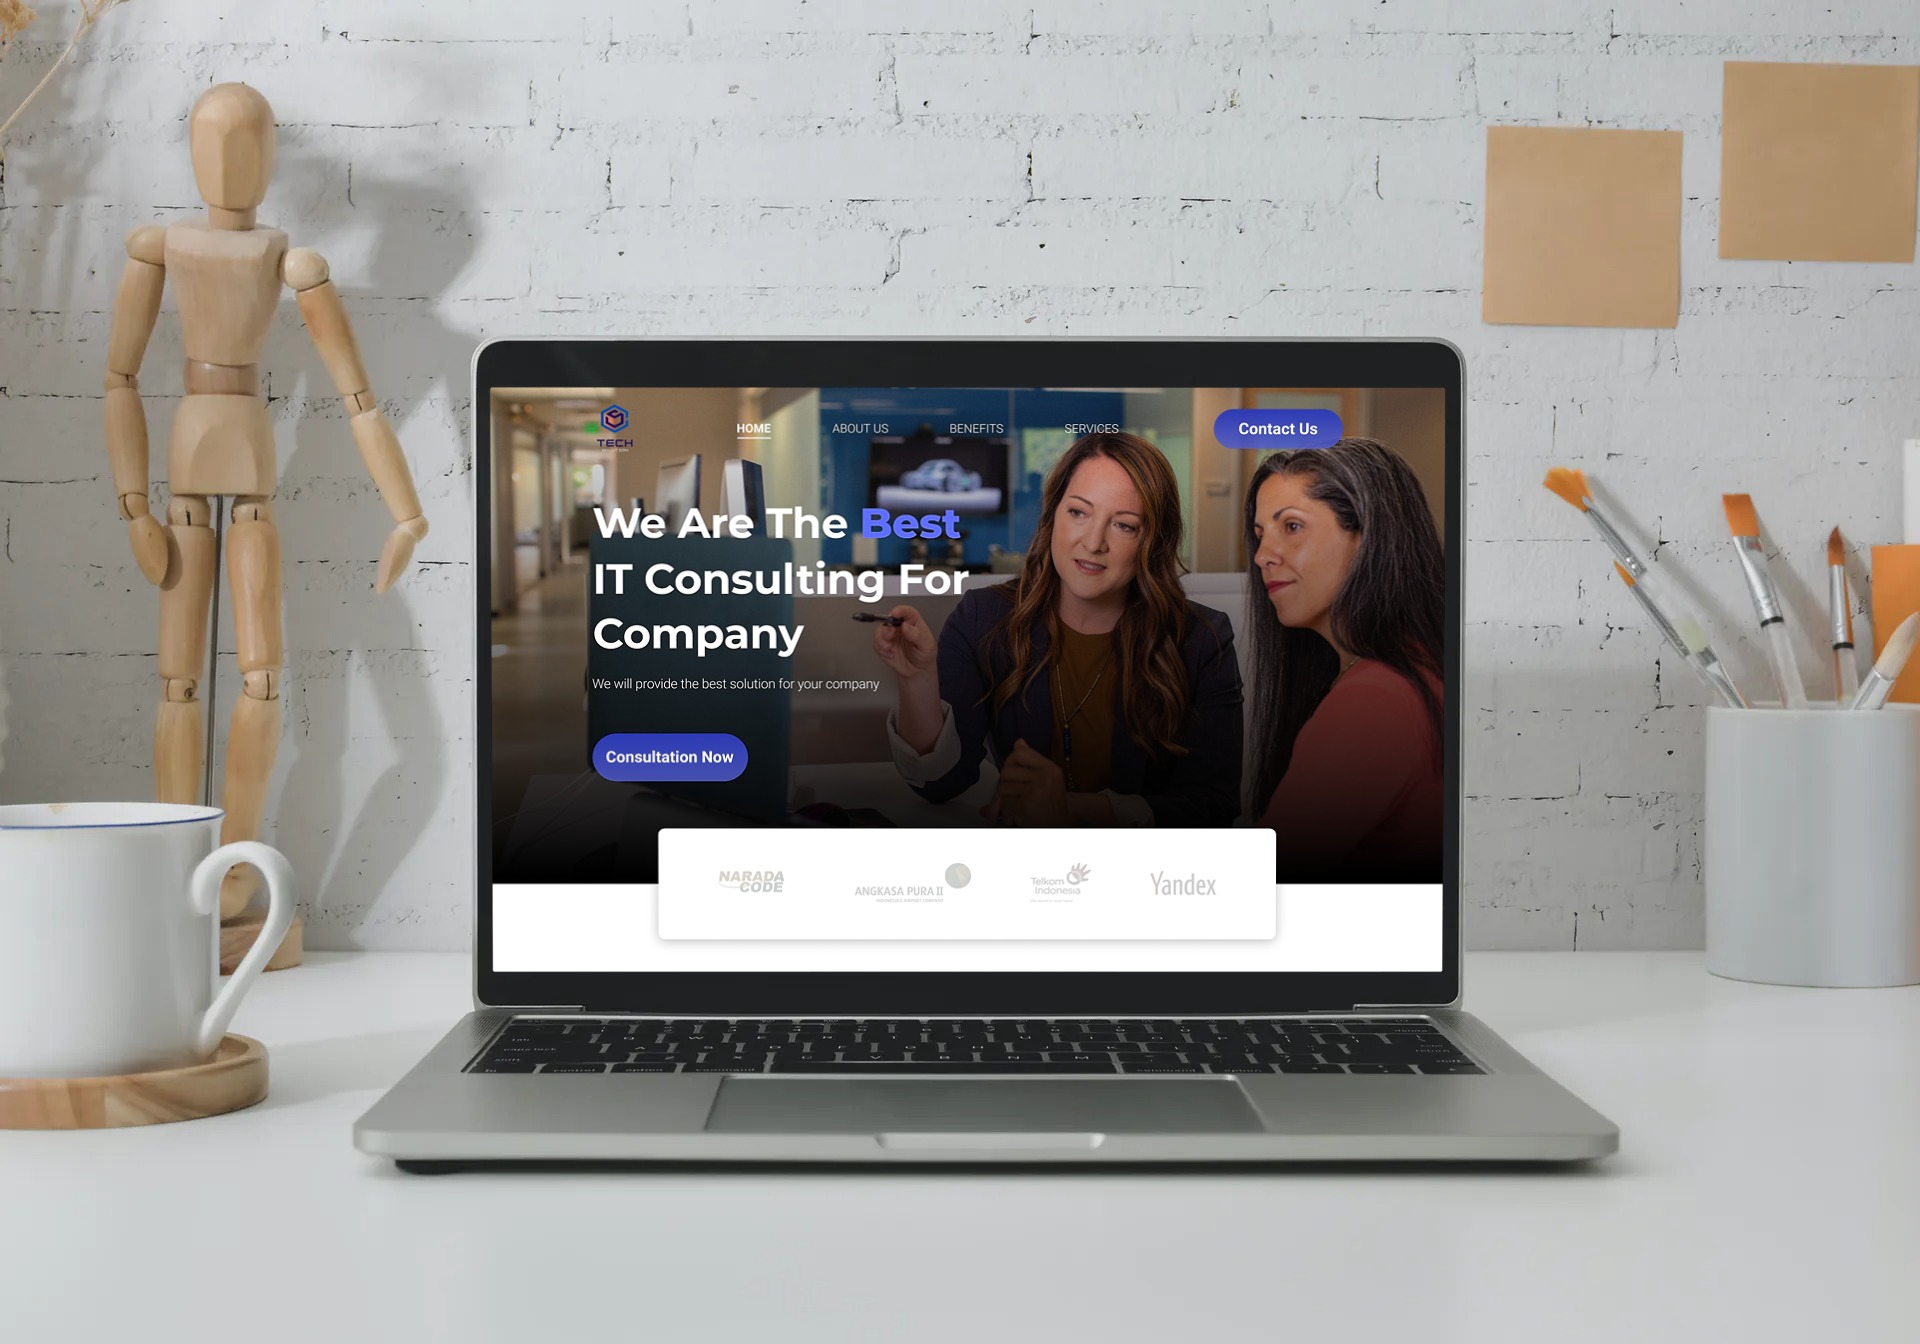 TECH
HOME
ABOUT US
BENEFITS
SERVICES
Contact Us
We Are The Best
IT Consulting For
Company
We will provide the best solution for your company
Consultation Now
NARADA
CODE
ANGKASA PURA II
Telkom
Indonesia
Yandex